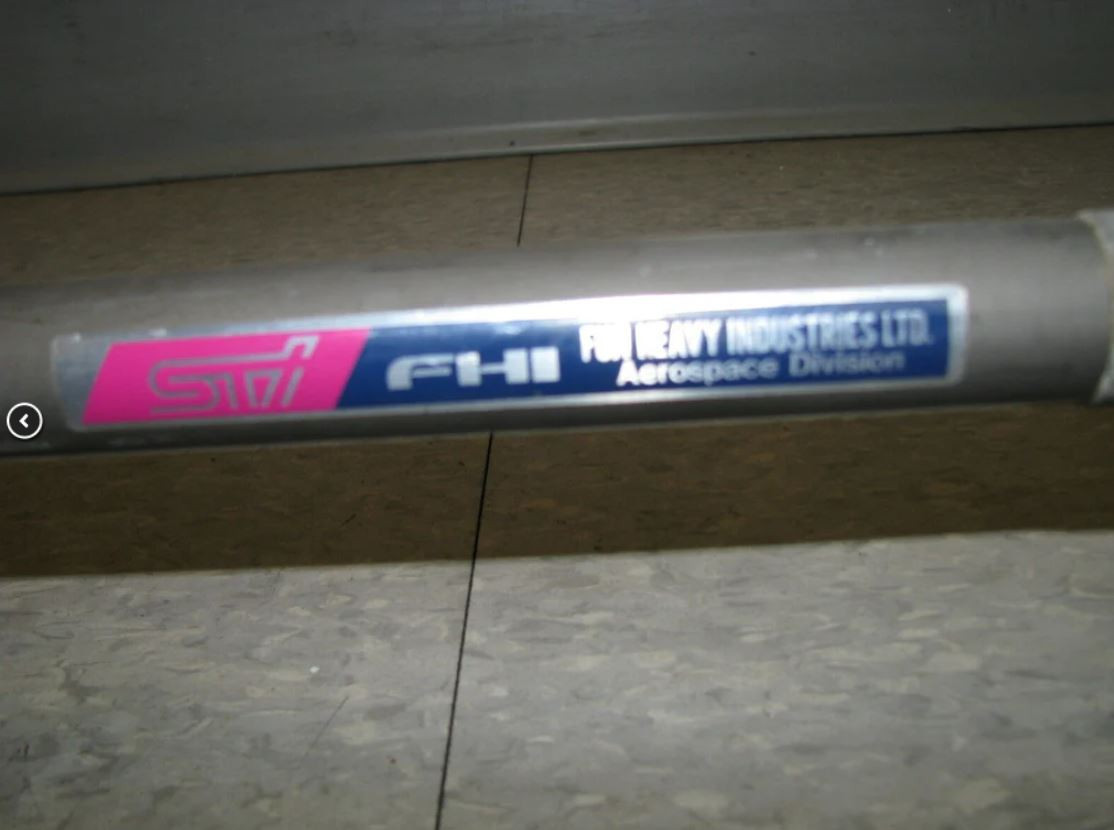 STi FHI FUJI HEAVY INDUSTRIES LTD.
Aerospace Division